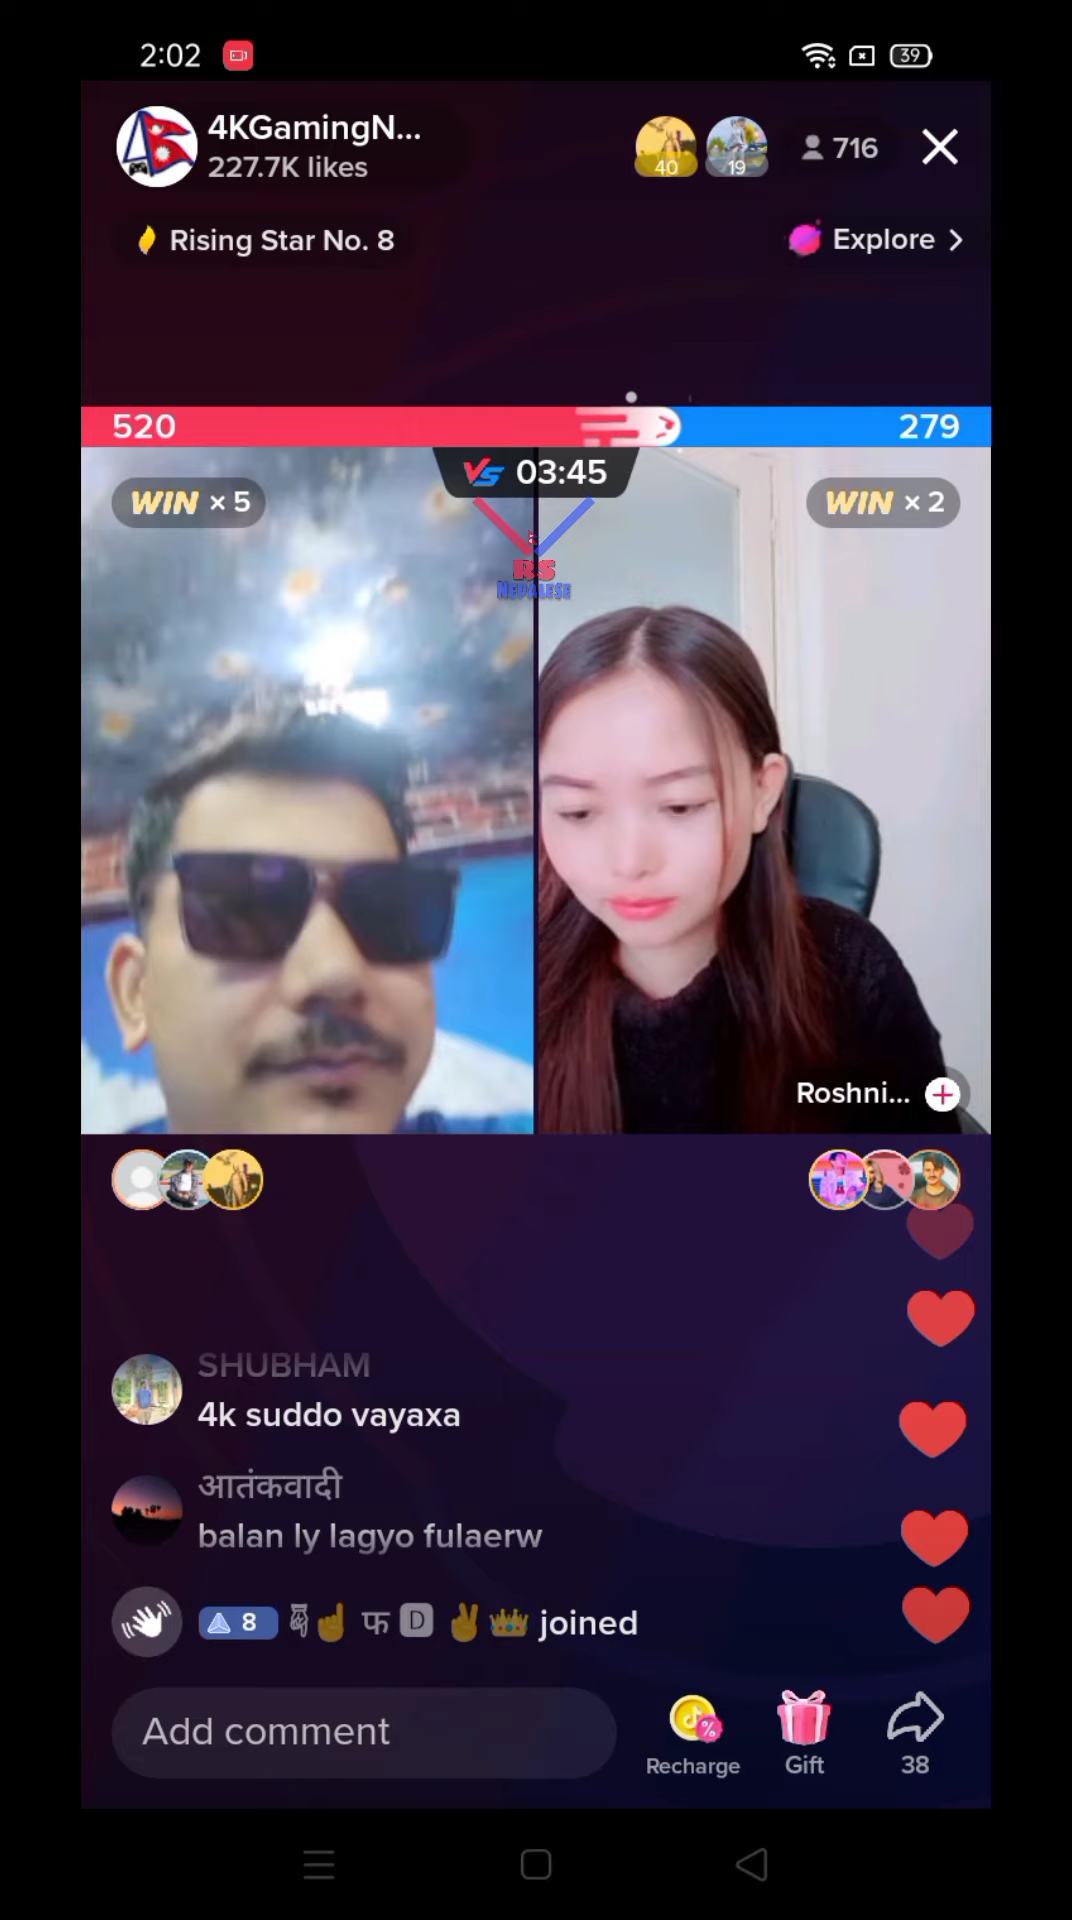 2:02
39
4KGamingN...
227.7K likes
40
19
716
Rising Star No. 8
Explore >
520
279
VS 03:45
WIN × 5
WIN × 2
RS
NEPALESE
Roshni...
SHUBHAM
4k suddo vayaxa
आतंकवादी
balan ly lagyo fulaerw
8 फ D joined
Add comment
%
Recharge
Gift
38